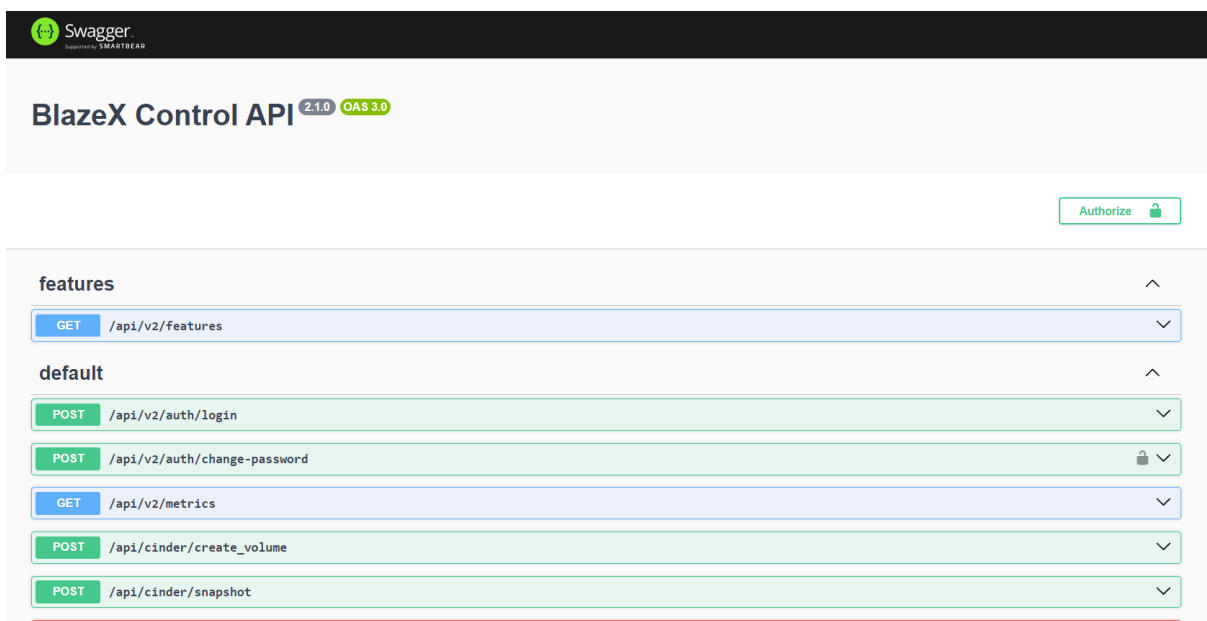 Swagger.
Supported by SMARTBEAR
BlazeX Control API 2.1.0 OAS 3.0
Authorize
features
GET /api/v2/features
default
POST /api/v2/auth/login
POST /api/v2/auth/change-password
GET /api/v2/metrics
POST /api/cinder/create_volume
POST /api/cinder/snapshot